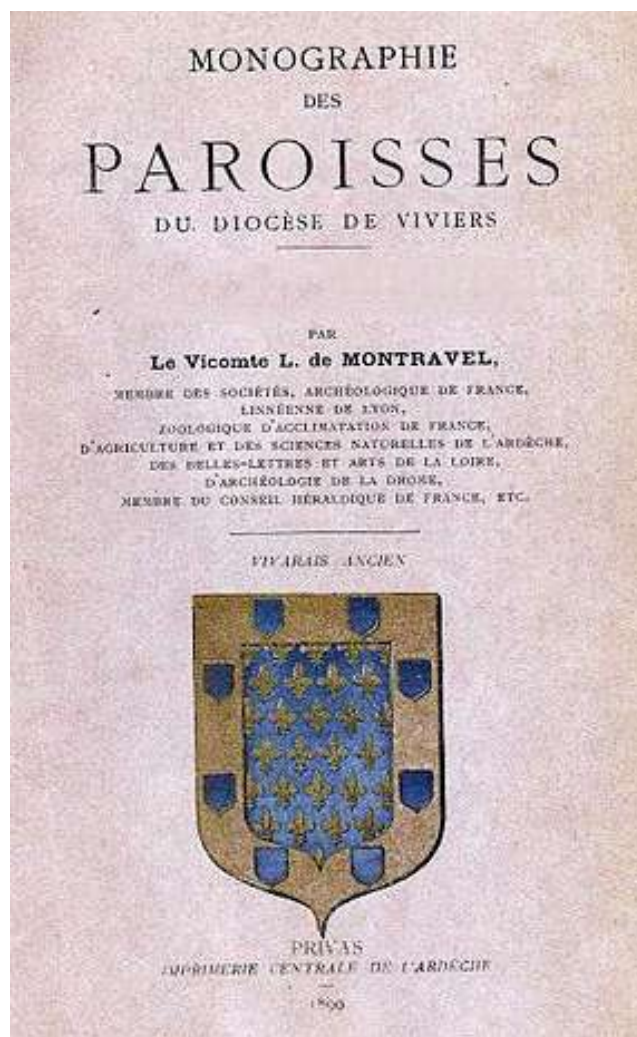 MONOGRAPHIE
DES
PAROISSES
DU DIOCÈSE DE VIVIERS
PAR
Le Vicomte L. de MONTRAVEL,
MEMBRE DES SOCIÉTÉS, ARCHÉOLOGIQUE DE FRANCE,
LINNÉENNE DE LYON,
ZOOLOGIQUE D'ACCLIMATATION DE FRANCE,
D'AGRICULTURE ET DES SCIENCES NATURELLES DE L'ARDÈCHE,
DES BELLES-LETTRES ET ARTS DE LA LOIRE,
D'ARCHÉOLOGIE DE LA DROME,
MEMBRE DU CONSEIL HÉRALDIQUE DE FRANCE, ETC.
VIVARAIS ANCIEN
PRIVAS
IMPRIMERIE CENTRALE DE L'ARDÈCHE
1890